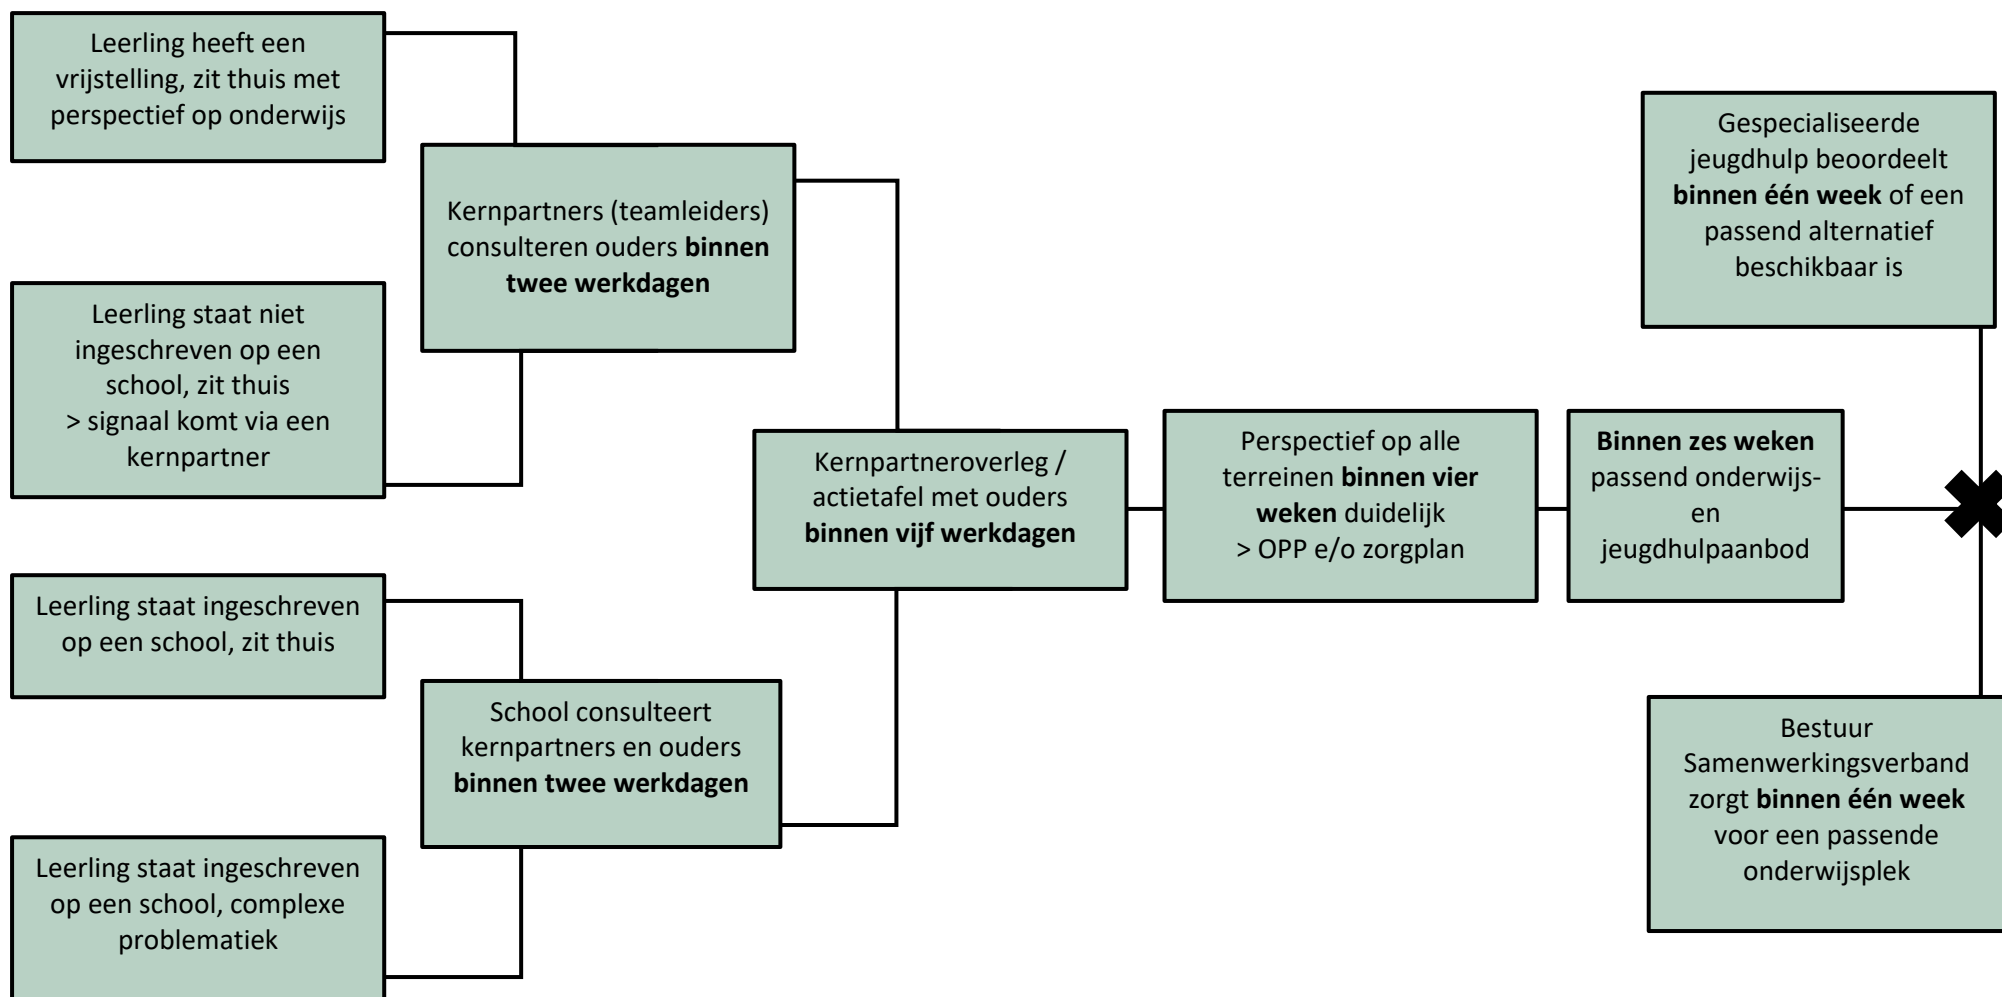 Leerling heeft een
vrijstelling, zit thuis met
perspectief op onderwijs
Leerling staat niet
ingeschreven op een
school, zit thuis
> signaal komt via een
kernpartner
Leerling staat ingeschreven
op een school, zit thuis
Leerling staat ingeschreven
op een school, complexe
problematiek
Kernpartners (teamleiders)
consulteren ouders binnen
twee werkdagen
School consulteert
kernpartners en ouders
binnen twee werkdagen
Kernpartneroverleg /
actietafel met ouders
binnen vijf werkdagen
Perspectief op alle
terreinen binnen vier
weken duidelijk
> OPP e/o zorgplan
Binnen zes weken
passend onderwijs-
en
jeugdhulpaanbod
Gespecialiseerde
jeugdhulp beoordeelt
binnen één week of een
passend alternatief
beschikbaar is
Bestuur
Samenwerkingsverband
zorgt binnen één week
voor een passende
onderwijsplek